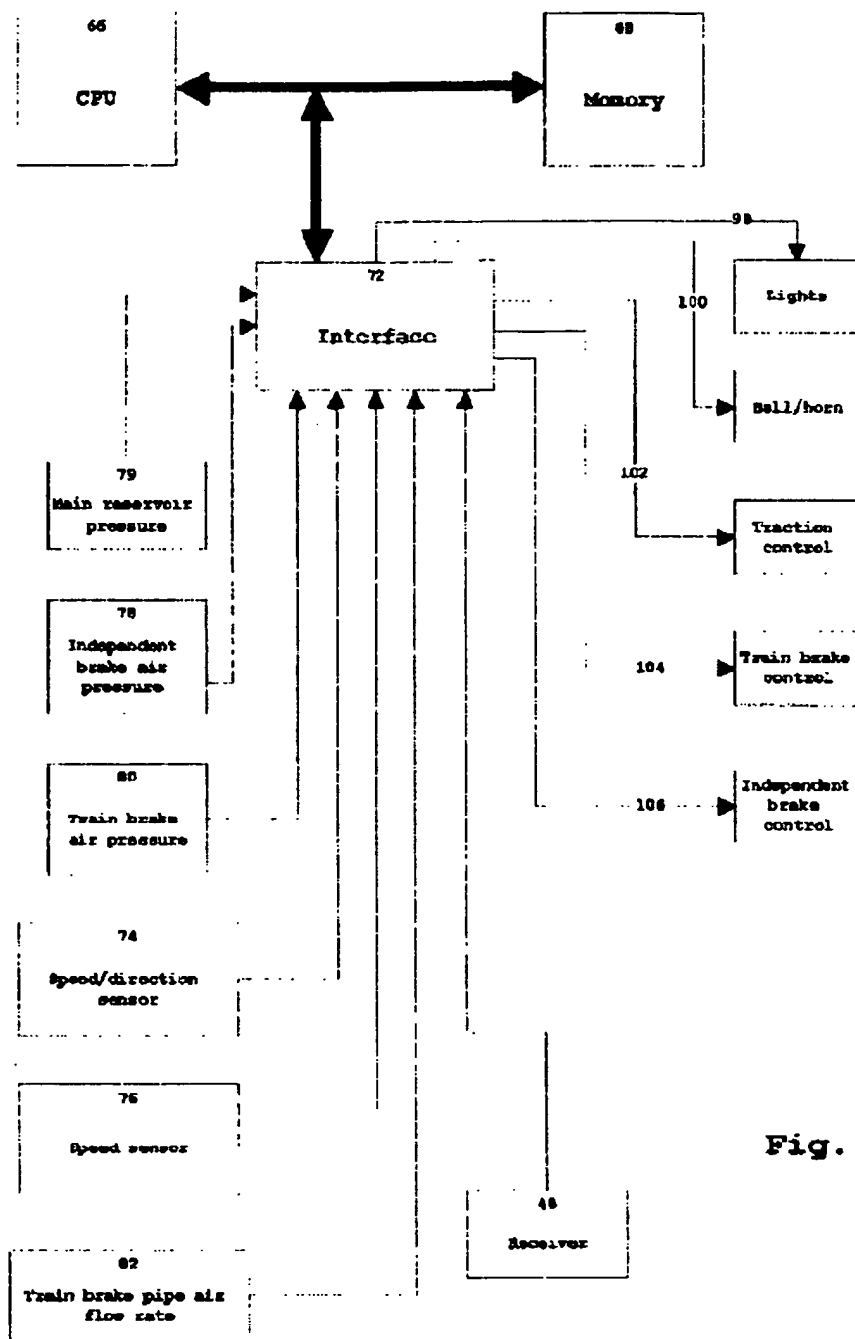 66
CPU
Memory
98
72
Interface
100
Lights
Bell/horn
79
Main reservoir
pressure
102
Traction
control
78
Independent
brake air
pressure
104
Train brake
control
80
Train brake
air pressure
106
Independent
brake
control
74
Speed/direction
sensor
76
Speed sensor
Fig.
Receiver
82
Train brake pipe air
flow rate